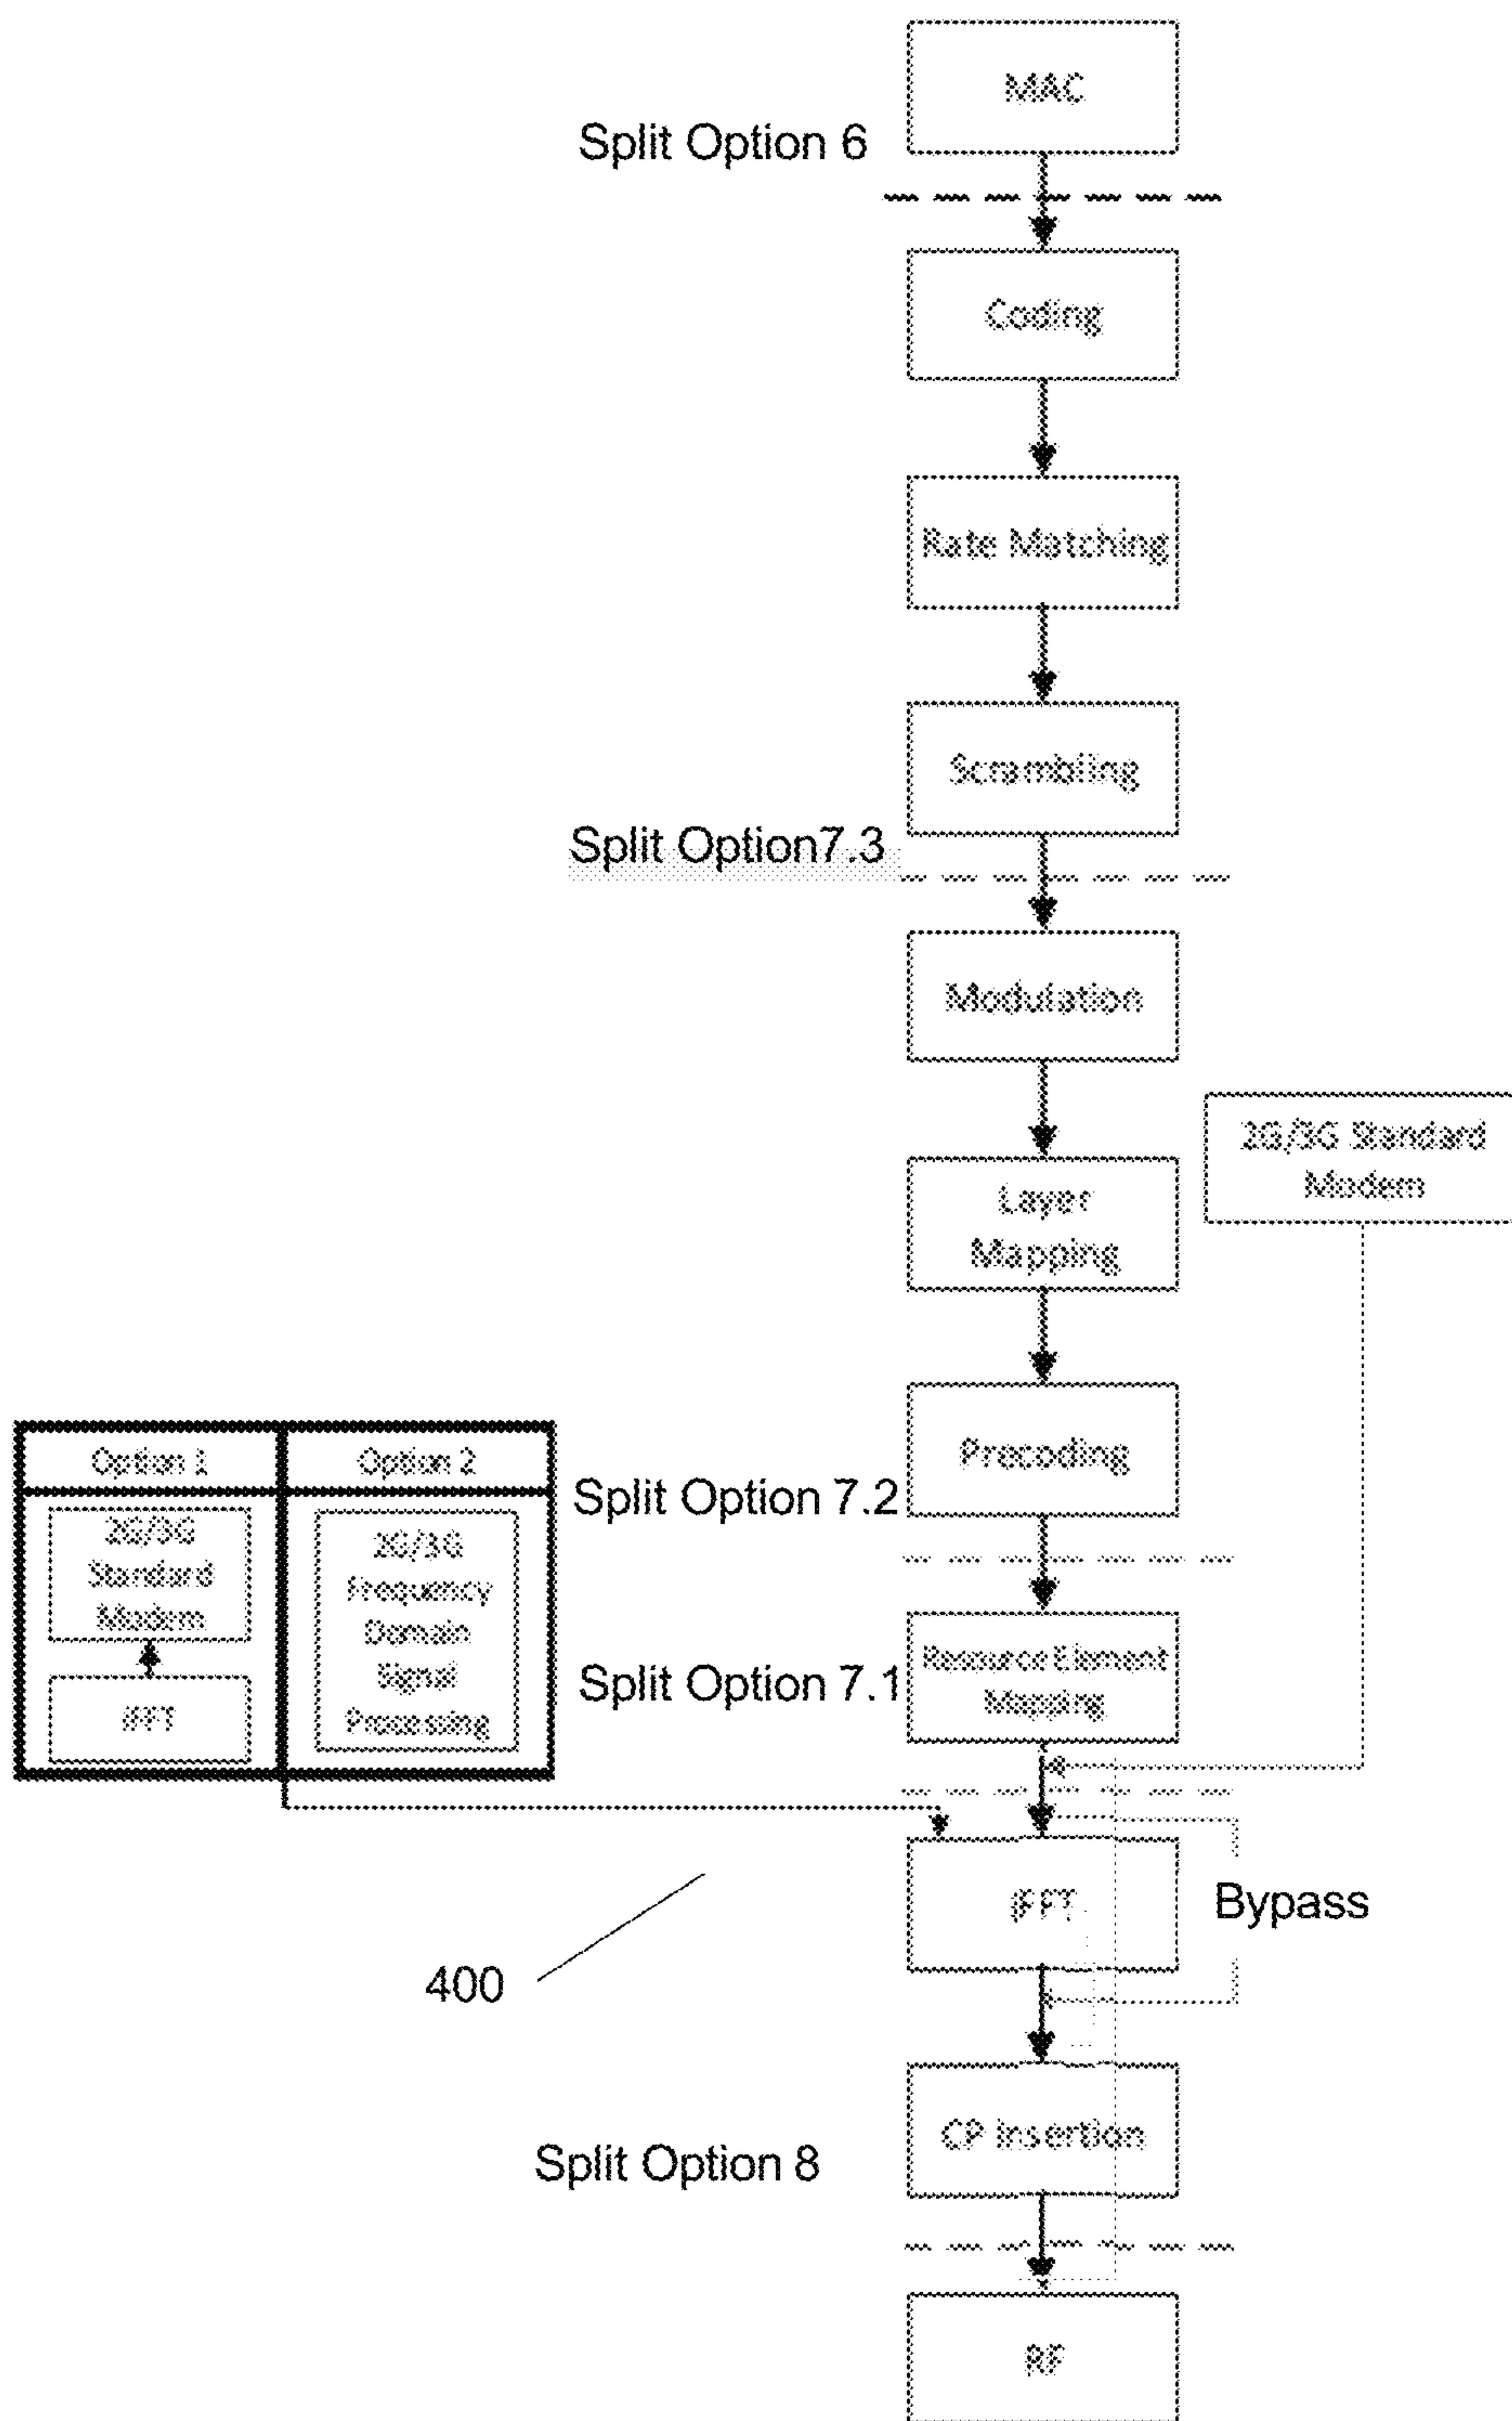 MAC
Split Option 6
Coding
Rate Matching
Scrambling
Split Option7.3
Modulation
2G/3G Standard
Modem
Layer
Mapping
Precoding
Option 1
Option 2
Split Option 7.2
2G/3G
Standard
Modem
iFFT
2G/3G
Frequency
Domain
Signal
Processing
Split Option 7.1
Resource Element
Mapping
iFFT
Bypass
400
CP insertion
Split Option 8
RF